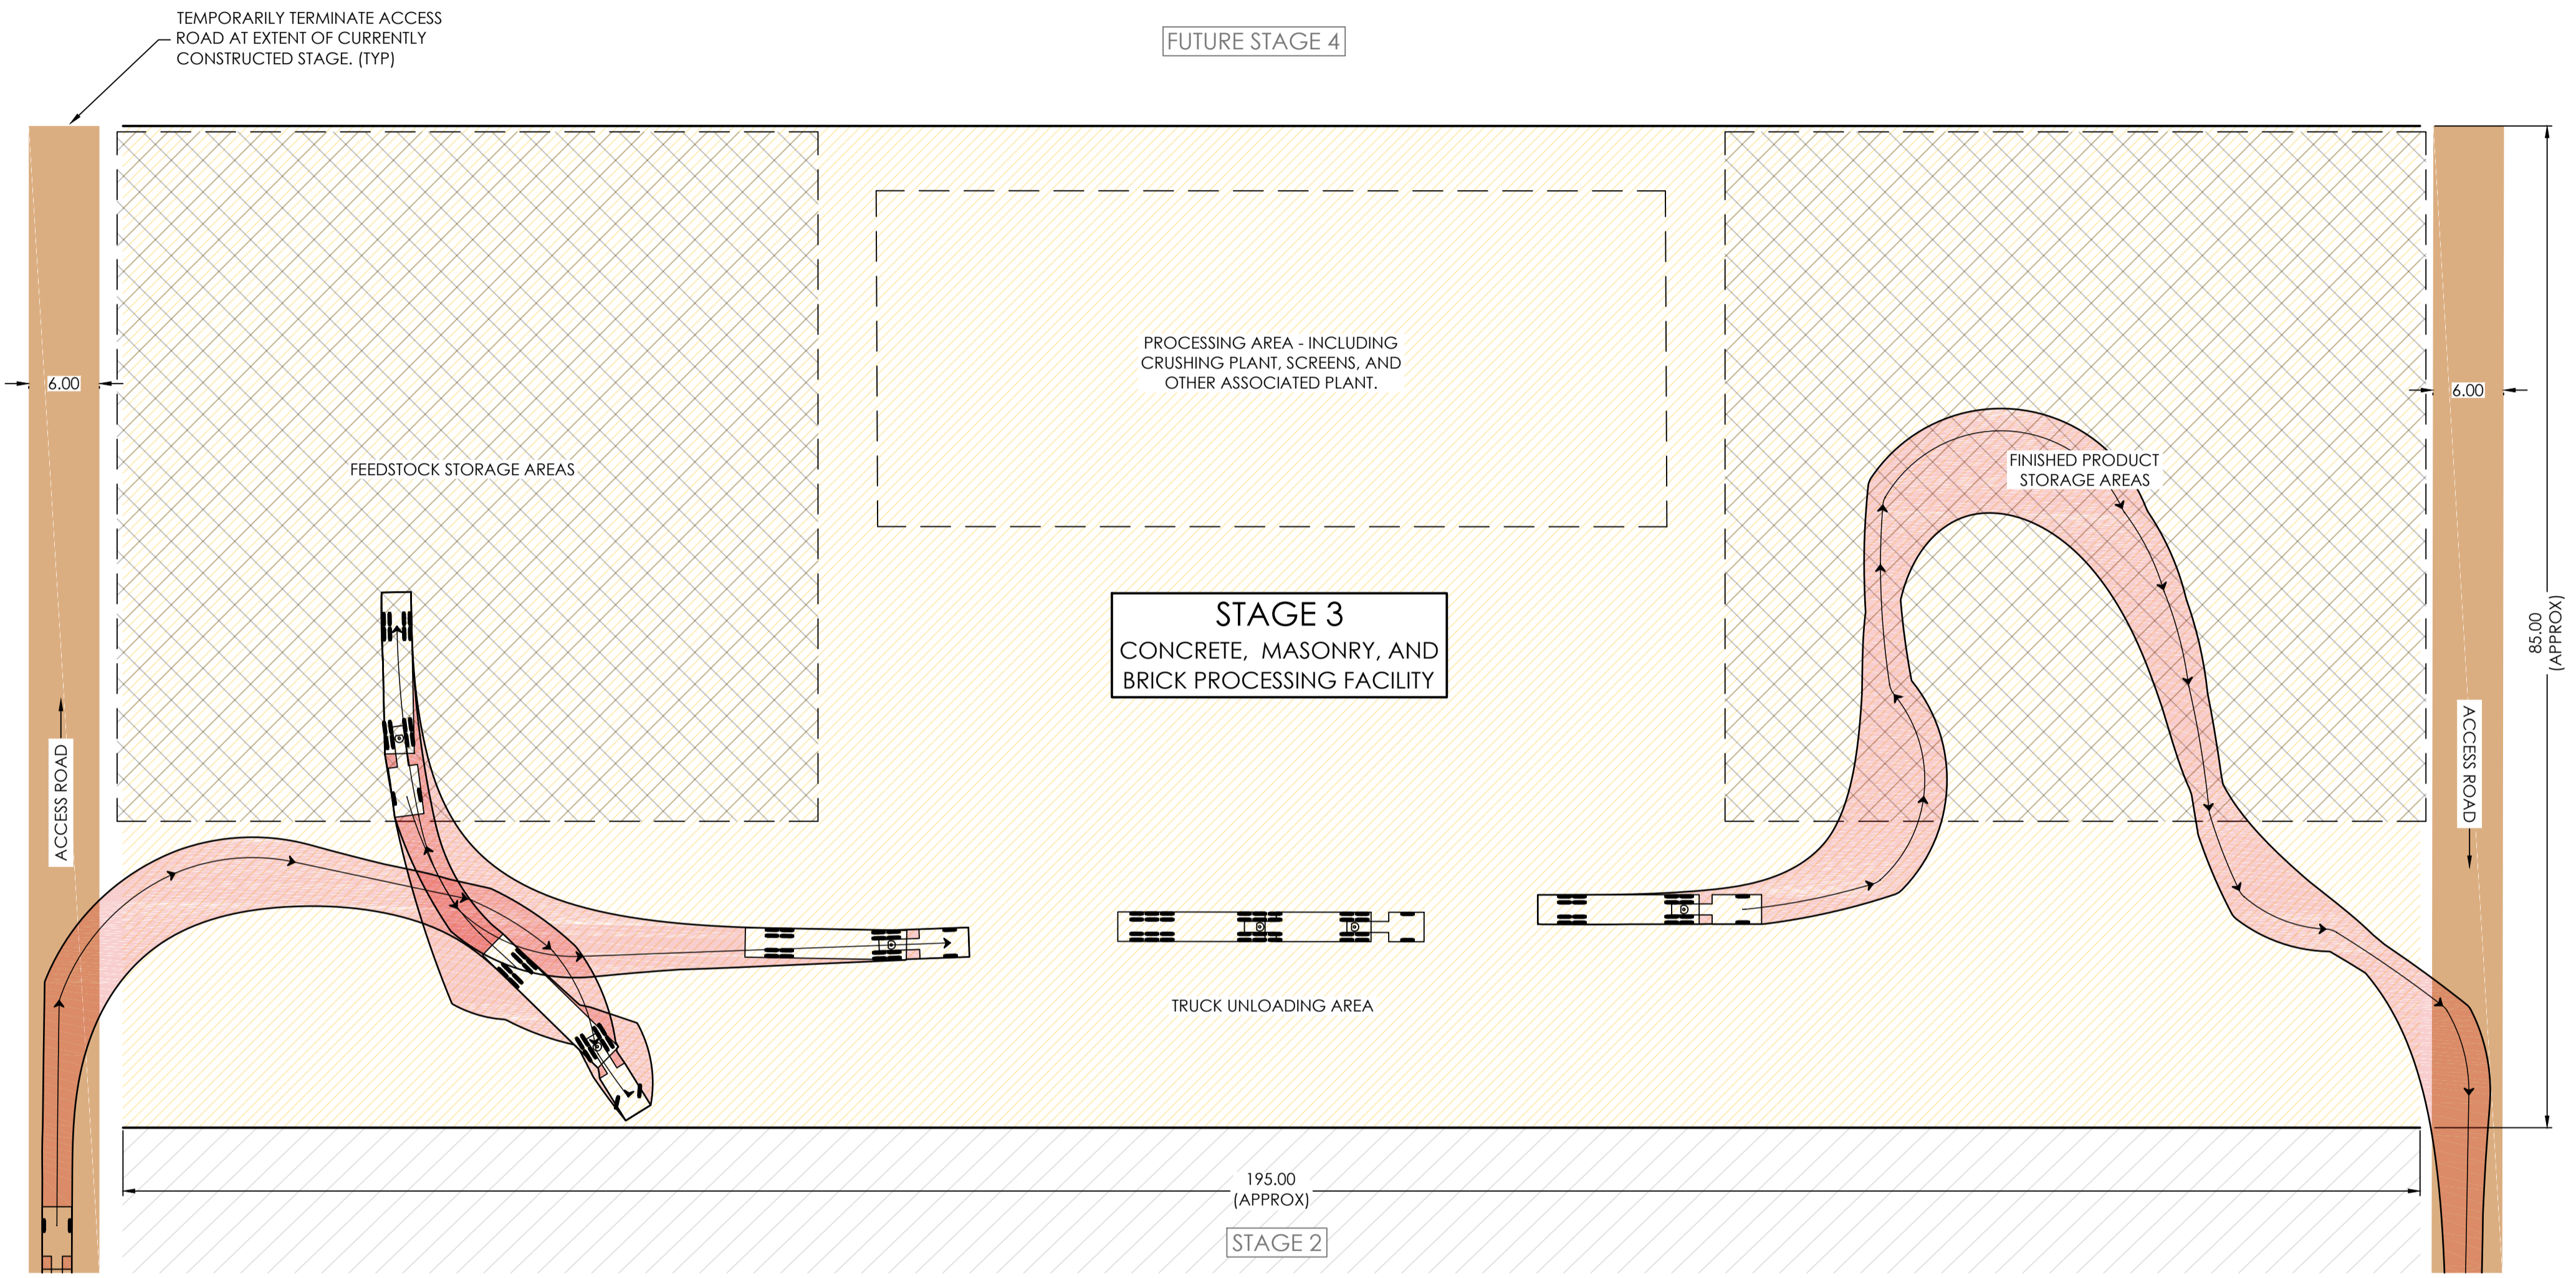 TEMPORARILY TERMINATE ACCESS
ROAD AT EXTENT OF CURRENTLY
CONSTRUCTED STAGE. (TYP)
FUTURE STAGE 4
6.00
6.00
PROCESSING AREA - INCLUDING
CRUSHING PLANT, SCREENS, AND
OTHER ASSOCIATED PLANT.
FEEDSTOCK STORAGE AREAS
FINISHED PRODUCT
STORAGE AREAS
STAGE 3
CONCRETE, MASONRY, AND
BRICK PROCESSING FACILITY
85.00
(APPROX)
ACCESS ROAD
ACCESS ROAD
TRUCK UNLOADING AREA
195.00
(APPROX)
STAGE 2